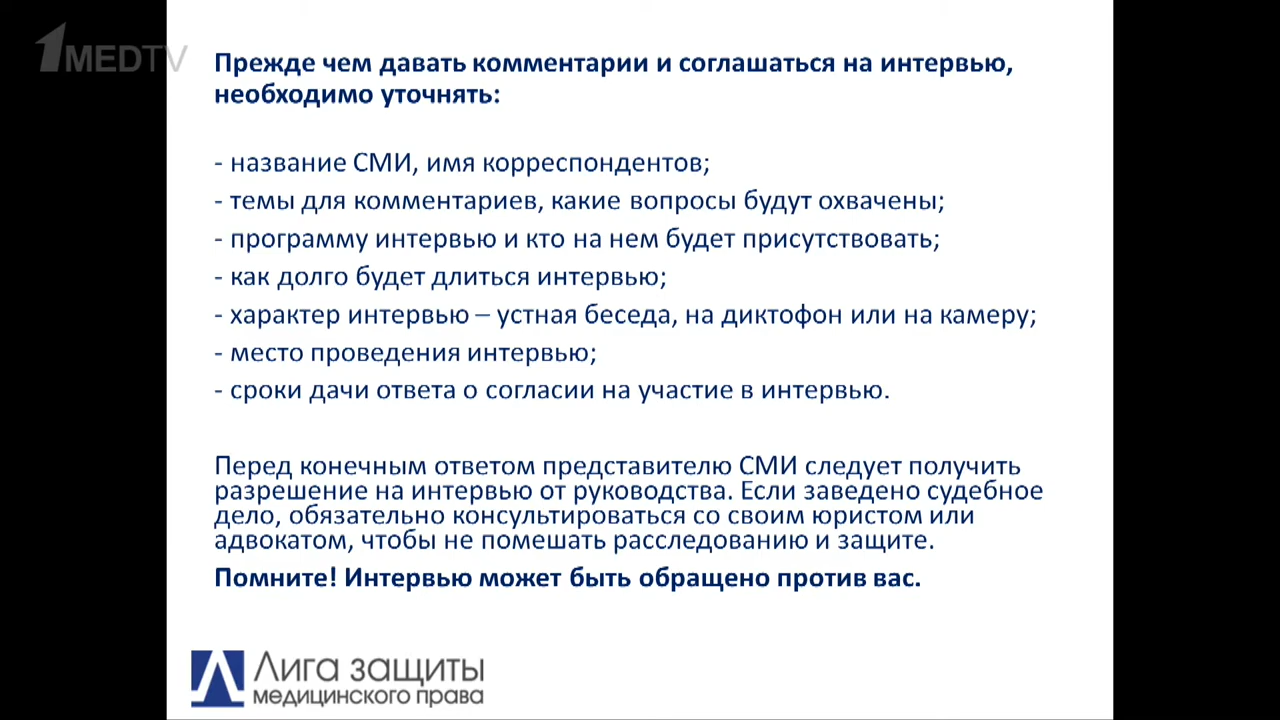 1MEDTV
Прежде чем давать комментарии и соглашаться на интервью,
необходимо уточнять:
- название СМИ, имя корреспондентов;
- темы для комментариев, какие вопросы будут охвачены;
- программу интервью и кто на нем будет присутствовать;
- как долго будет длиться интервью;
- характер интервью – устная беседа, на диктофон или на камеру;
- место проведения интервью;
- сроки дачи ответа о согласии на участие в интервью.
Перед конечным ответом представителю СМИ следует получить
разрешение на интервью от руководства. Если заведено судебное
дело, обязательно консультироваться со своим юристом или
адвокатом, чтобы не помешать расследованию и защите.
Помните! Интервью может быть обращено против вас.
Лига защиты
медицинского права